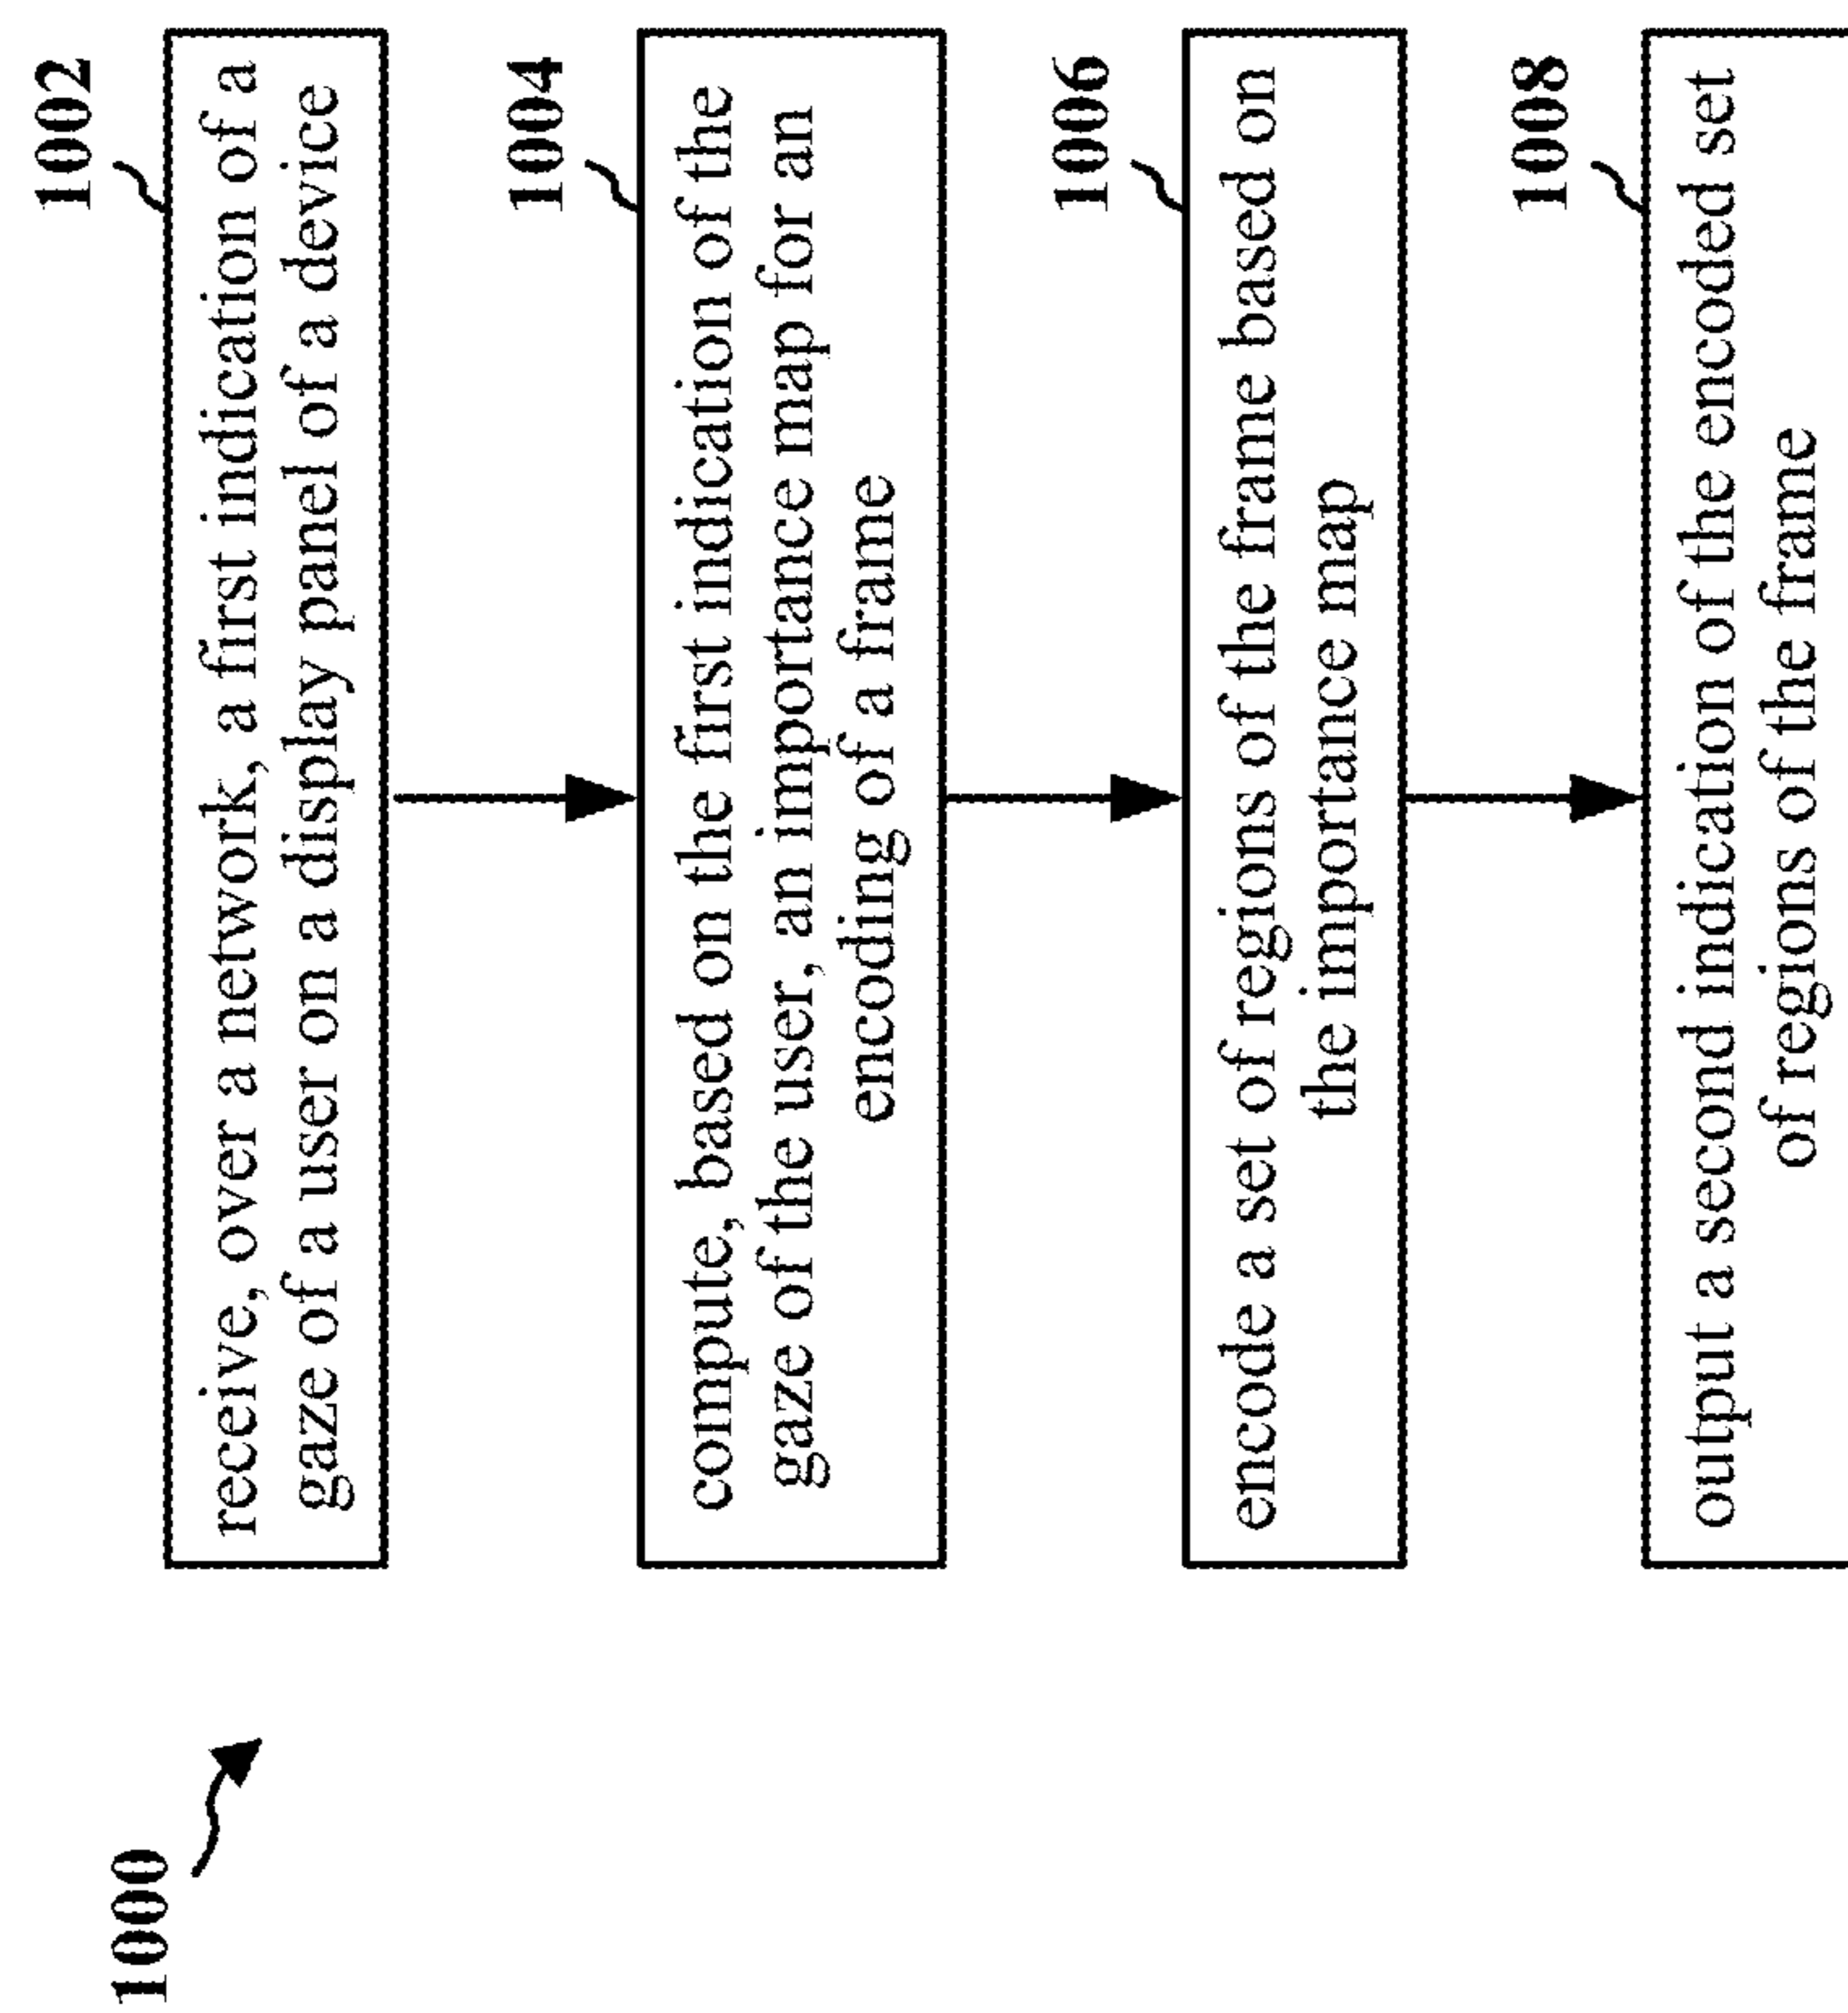 1000
1002
receive, over a network, a first indication of a
gaze of a user on a display panel of a device
1004
compute, based on the first indication of the
gaze of the user, an importance map for an
encoding of a frame
1006
encode a set of regions of the frame based on
the importance map
1008
output a second indication of the encoded set
of regions of the frame